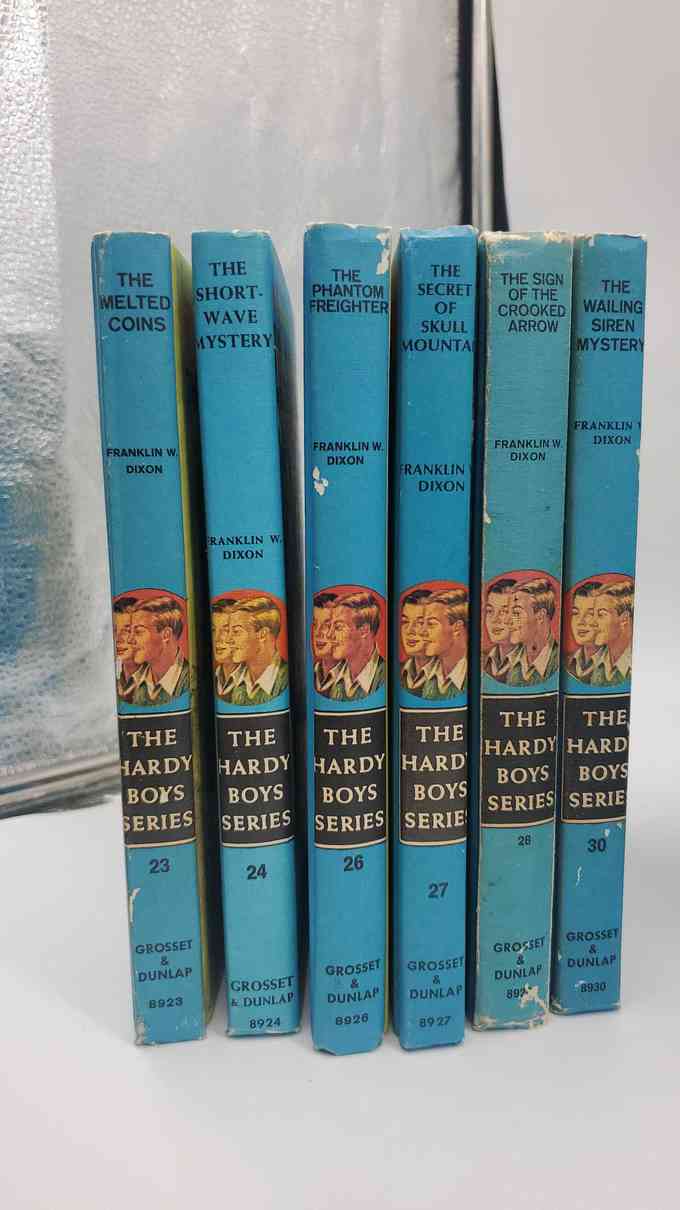 THE
MELTED
COINS
FRANKLIN W.
DIXON
THE
HARDY
BOYS
SERIES
23
GROSSET
&
DUNLAP
8923
THE
SHORT-
WAVE
MYSTERY
FRANKLIN W.
DIXON
THE
HARDY
BOYS
SERIES
24
GROSSET
& DUNLAP
8924
THE
PHANTOM
FREIGHTER
FRANKLIN W.
DIXON
THE
HARDY
BOYS
SERIES
26
GROSSET
&
DUNLAP
8926
THE
SECRET
OF
SKULL
MOUNTAI
FRANKLIN W
DIXON
THE
HARDY
BOYS
SERIES
27
GROSSET
&
DUNLAP
8927
THE SIGN
OF THE
CROOKED
ARROW
FRANKLIN W.
DIXON
THE
HARDY
BOYS
SERIES
28
GROSSET
&
DUNLAP
THE
WAILING
SIREN
MYSTERY
FRANKLIN W
DIXON
THE
HARDY
BOYS
SERIES
30
GROSSET
&
DUNLAP
8930